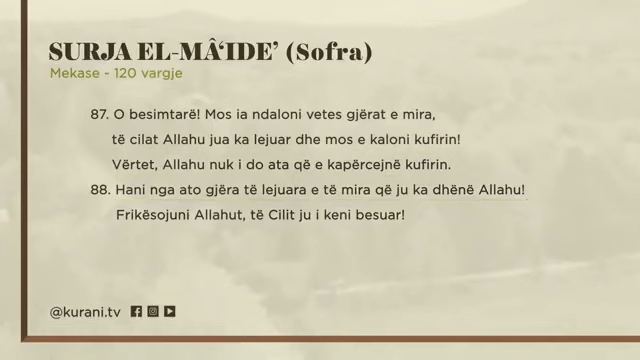 SURJA EL-MÂ‘IDE’ (Sofra)
Mekase - 120 vargje
87. O besimtarë! Mos ia ndaloni vetes gjërat e mira,
të cilat Allahu jua ka lejuar dhe mos e kaloni kufirin!
Vërtet, Allahu nuk i do ata që e kapërcejnë kufirin.
88. Hani nga ato gjëra të lejuara e të mira që ju ka dhënë Allahu!
Frikësojuni Allahut, të Cilit ju i keni besuar!
@kurani.tv